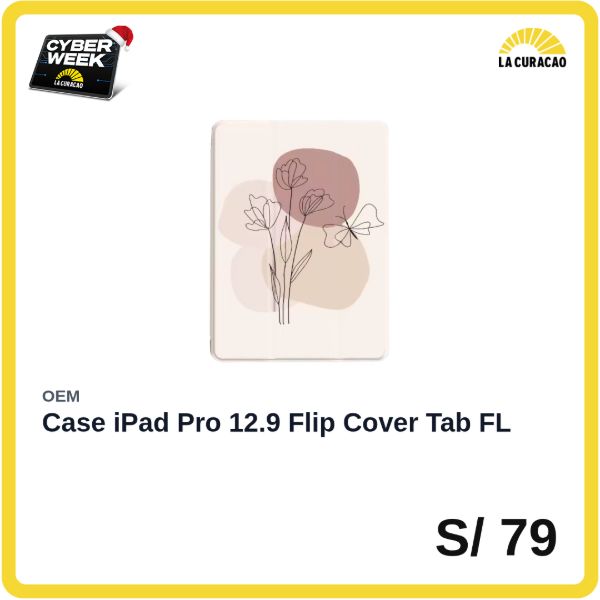 CYBER
WEEK
LA CURACAO
LA CURACAO
OEM
Case iPad Pro 12.9 Flip Cover Tab FL
S/ 79